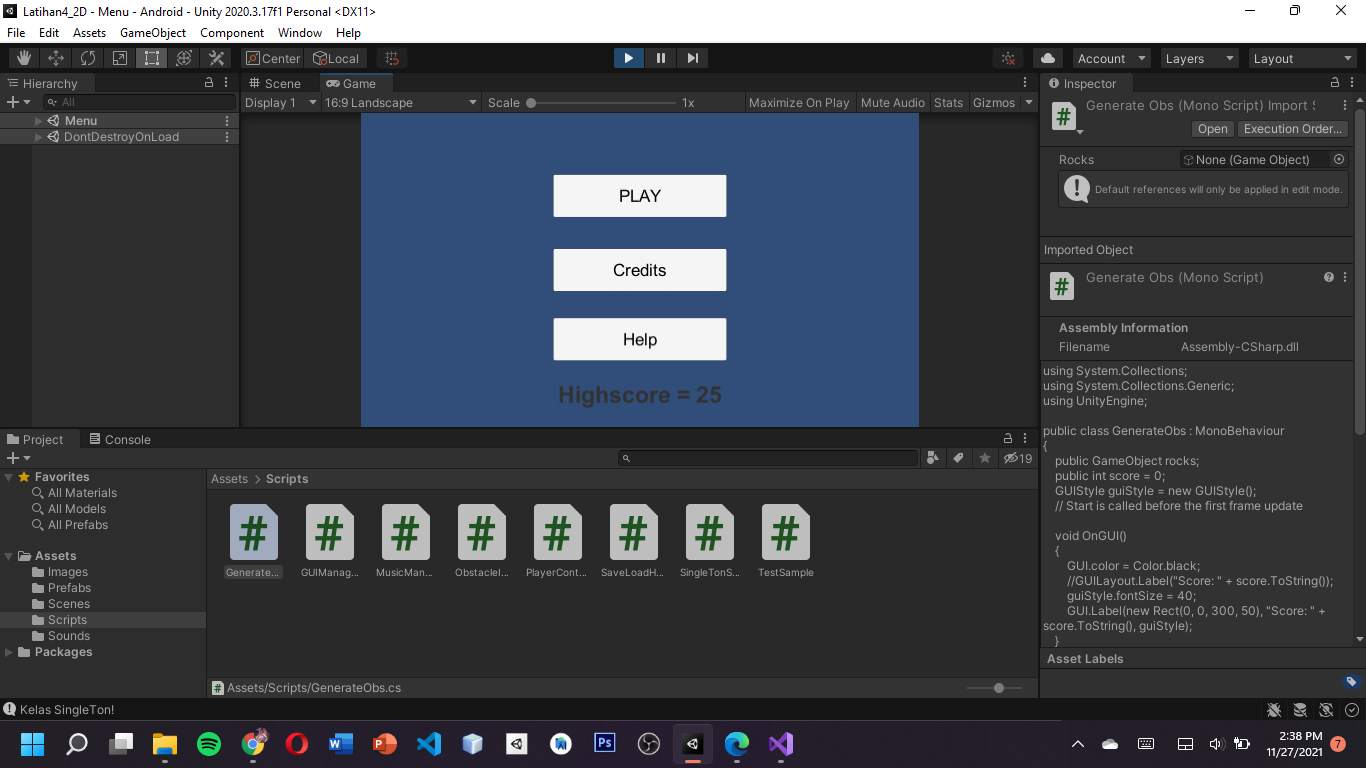 Latihan4_2D - Menu - Android - Unity 2020.3.17f1 Personal <DX11>
File Edit Assets GameObject Component Window Help
Center Local Account Layers Layout
Hierarchy
All
Menu
DontDestroyOnLoad
Scene Game
Display 1 16:9 Landscape Scale 1x Maximize On Play Mute Audio Stats Gizmos
PLAY
Credits
Help
Highscore = 25
Inspector
Generate Obs (Mono Script) Import S
Open Execution Order...
Rocks None (Game Object)
Default references will only be applied in edit mode.
Imported Object
Generate Obs (Mono Script)
Assembly Information
Filename Assembly-CSharp.dll
using System.Collections;
using System.Collections.Generic;
using UnityEngine;
public class GenerateObs : MonoBehaviour
{
public GameObject rocks;
public int score = 0;
GUIStyle guiStyle = new GUIStyle();
// Start is called before the first frame update
void OnGUI()
{
GUI.color = Color.black;
//GUILayout.Label("Score: " + score.ToString());
guiStyle.fontSize = 40;
GUI.Label(new Rect(0, 0, 300, 50), "Score: " +
score.ToString(), guiStyle);
}
Asset Labels
Project Console
19
Favorites
All Materials
All Models
All Prefabs
Assets
Images
Prefabs
Scenes
Scripts
Sounds
Packages
Assets > Scripts
Generate... GUIManag... MusicMan... ObstacleI... PlayerCont... SaveLoadH... SingleTonS... TestSample
Assets/Scripts/GenerateObs.cs
Kelas SingleTon!
2:38 PM
11/27/2021
7